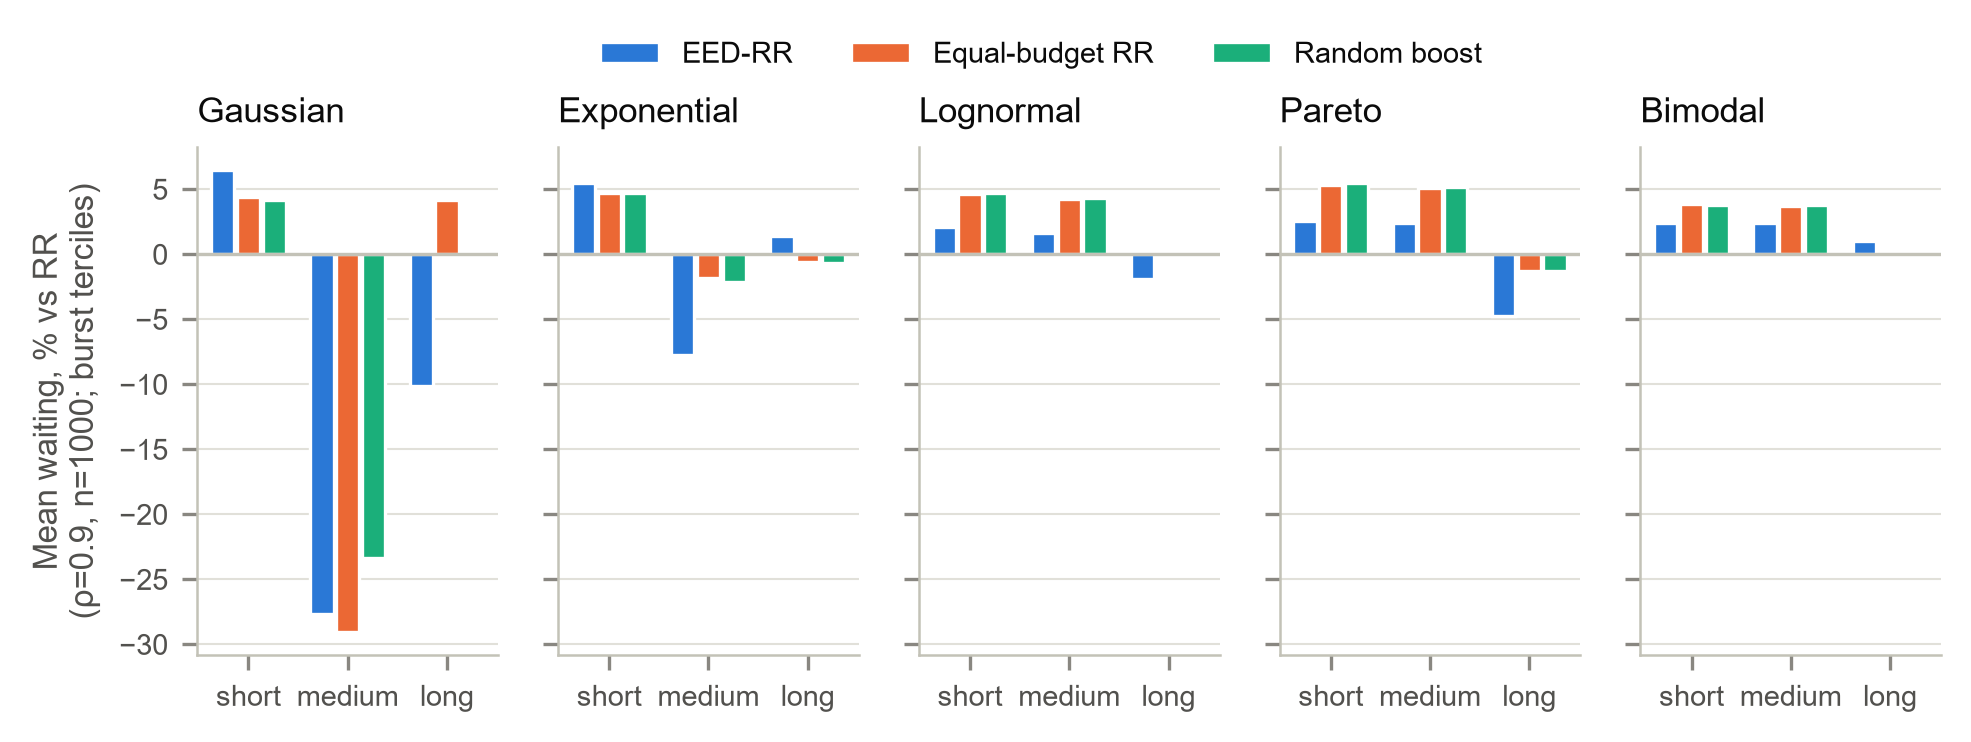 EED-RR Equal-budget RR Random boost
Gaussian Exponential Lognormal Pareto Bimodal
Mean waiting, % vs RR
(ρ=0.9, n=1000; burst terciles)
5
0
−5
−10
−15
−20
−25
−30
short medium long short medium long short medium long short medium long short medium long